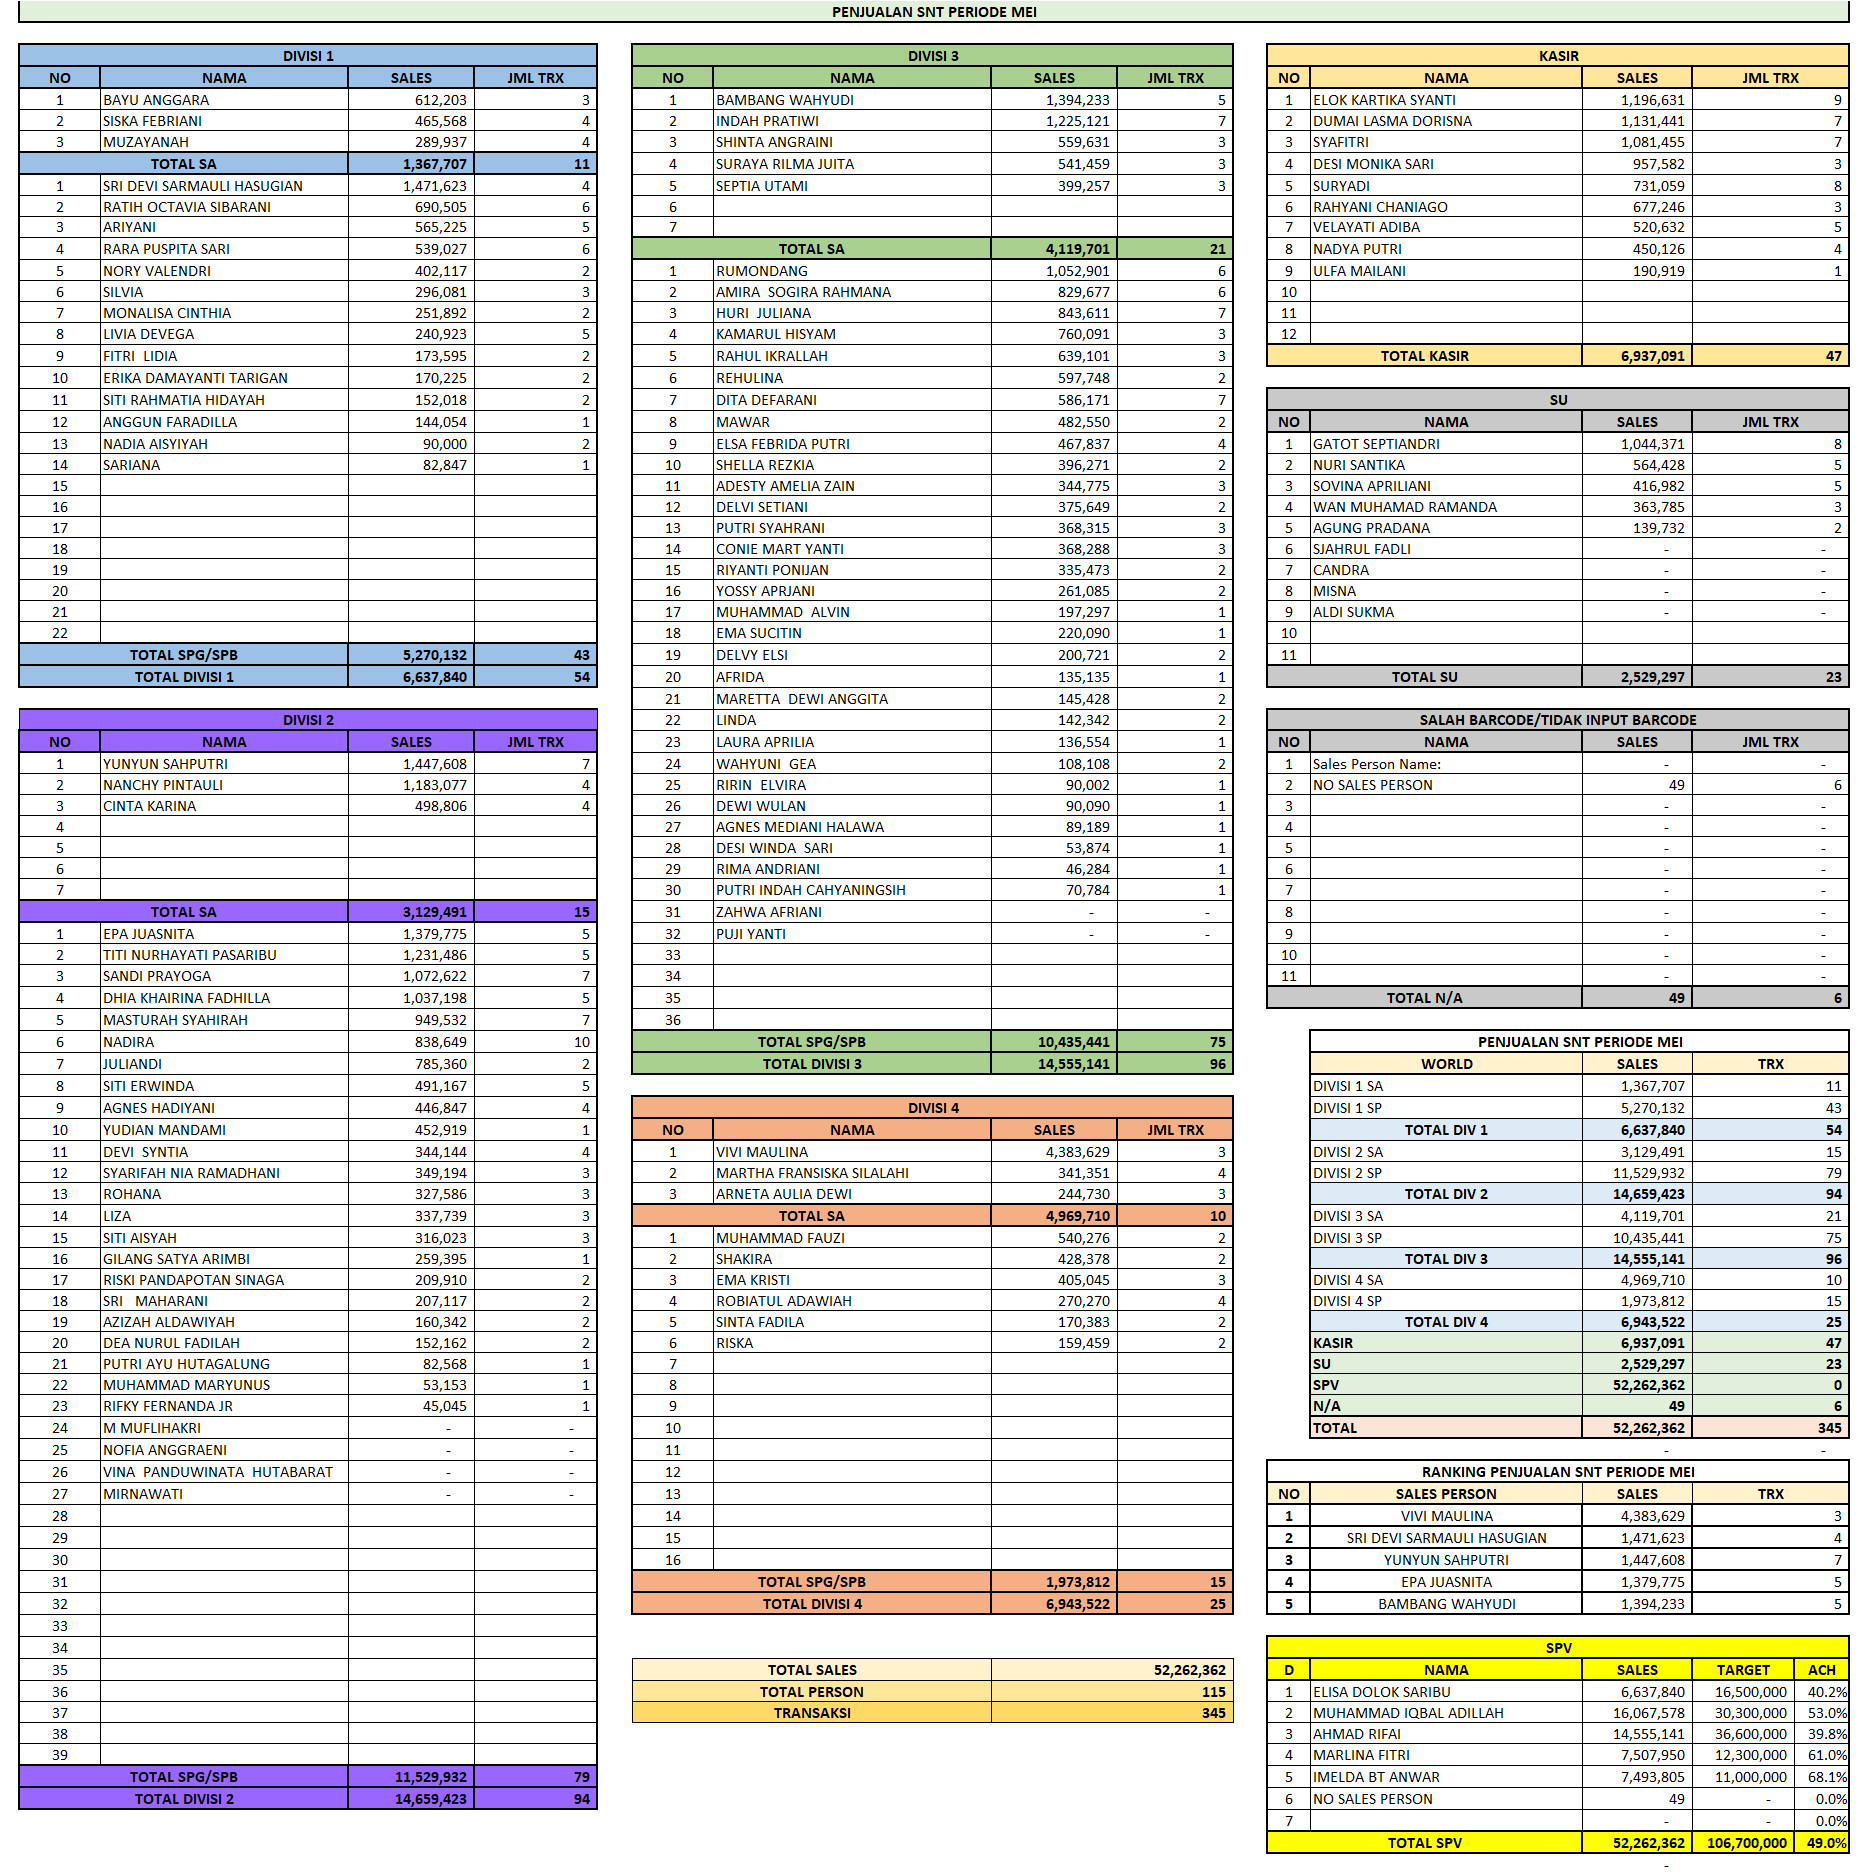 PENJUALAN SNT PERIODE MEI
DIVISI 1
NO NAMA SALES JML TRX
1 BAYU ANGGARA 612,203 3
2 SISKA FEBRIANI 465,568 4
3 MUZAYANAH 289,937 4
TOTAL SA 1,367,707 11
1 SRI DEVI SARMAULI HASUGIAN 1,471,623 4
2 RATIH OCTAVIA SIBARANI 690,505 6
3 ARIYANI 565,225 5
4 RARA PUSPITA SARI 539,027 6
5 NORY VALENDRI 402,117 2
6 SILVIA 296,081 3
7 MONALISA CINTHIA 251,892 2
8 LIVIA DEVEGA 240,923 5
9 FITRI LIDIA 173,595 2
10 ERIKA DAMAYANTI TARIGAN 170,225 2
11 SITI RAHMATIA HIDAYAH 152,018 2
12 ANGGUN FARADILLA 144,054 1
13 NADIA AISYIYAH 90,000 2
14 SARIANA 82,847 1
15
16
17
18
19
20
21
22
TOTAL SPG/SPB 5,270,132 43
TOTAL DIVISI 1 6,637,840 54
DIVISI 2
NO NAMA SALES JML TRX
1 YUNYUN SAHPUTRI 1,447,608 7
2 NANCHY PINTAULI 1,183,077 4
3 CINTA KARINA 498,806 4
4
5
6
7
TOTAL SA 3,129,491 15
1 EPA JUASNITA 1,379,775 5
2 TITI NURHAYATI PASARIBU 1,231,486 5
3 SANDI PRAYOGA 1,072,622 7
4 DHIA KHAIRINA FADHILLA 1,037,198 5
5 MASTURAH SYAHIRAH 949,532 7
6 NADIRA 838,649 10
7 JULIANDI 785,360 2
8 SITI ERWINDA 491,167 5
9 AGNES HADIYANI 446,847 4
10 YUDIAN MANDAMI 452,919 1
11 DEVI SYNTIA 344,144 4
12 SYARIFAH NIA RAMADHANI 349,194 3
13 ROHANA 327,586 3
14 LIZA 337,739 3
15 SITI AISYAH 316,023 3
16 GILANG SATYA ARIMBI 259,395 1
17 RISKI PANDAPOTAN SINAGA 209,910 2
18 SRI MAHARANI 207,117 2
19 AZIZAH ALDAWIYAH 160,342 2
20 DEA NURUL FADILAH 152,162 2
21 PUTRI AYU HUTAGALUNG 82,568 1
22 MUHAMMAD MARYUNUS 53,153 1
23 RIFKY FERNANDA JR 45,045 1
24 M MUFLIHAKRI - -
25 NOFIA ANGGRAENI - -
26 VINA PANDUWINATA HUTABARAT - -
27 MIRNAWATI - -
28
29
30
31
32
33
34
35
36
37
38
39
TOTAL SPG/SPB 11,529,932 79
TOTAL DIVISI 2 14,659,423 94
DIVISI 3
NO NAMA SALES JML TRX
1 BAMBANG WAHYUDI 1,394,233 5
2 INDAH PRATIWI 1,225,121 7
3 SHINTA ANGRAINI 559,631 3
4 SURAYA RILMA JUITA 541,459 3
5 SEPTIA UTAMI 399,257 3
6
7
TOTAL SA 4,119,701 21
1 RUMONDANG 1,052,901 6
2 AMIRA SOGIRA RAHMANA 829,677 6
3 HURI JULIANA 843,611 7
4 KAMARUL HISYAM 760,091 3
5 RAHUL IKRALLAH 639,101 3
6 REHULINA 597,748 2
7 DITA DEFARANI 586,171 7
8 MAWAR 482,550 2
9 ELSA FEBRIDA PUTRI 467,837 4
10 SHELLA REZKIA 396,271 2
11 ADESTY AMELIA ZAIN 344,775 3
12 DELVI SETIANI 375,649 2
13 PUTRI SYAHRANI 368,315 3
14 CONIE MART YANTI 368,288 3
15 RIYANTI PONIJAN 335,473 2
16 YOSSY APRJANI 261,085 2
17 MUHAMMAD ALVIN 197,297 1
18 EMA SUCITIN 220,090 1
19 DELVY ELSI 200,721 2
20 AFRIDA 135,135 1
21 MARETTA DEWI ANGGITA 145,428 2
22 LINDA 142,342 2
23 LAURA APRILIA 136,554 1
24 WAHYUNI GEA 108,108 2
25 RIRIN ELVIRA 90,002 1
26 DEWI WULAN 90,090 1
27 AGNES MEDIANI HALAWA 89,189 1
28 DESI WINDA SARI 53,874 1
29 RIMA ANDRIANI 46,284 1
30 PUTRI INDAH CAHYANINGSIH 70,784 1
31 ZAHWA AFRIANI - -
32 PUJI YANTI - -
33
34
35
36
TOTAL SPG/SPB 10,435,441 75
TOTAL DIVISI 3 14,555,141 96
DIVISI 4
NO NAMA SALES JML TRX
1 VIVI MAULINA 4,383,629 3
2 MARTHA FRANSISKA SILALAHI 341,351 4
3 ARNETA AULIA DEWI 244,730 3
TOTAL SA 4,969,710 10
1 MUHAMMAD FAUZI 540,276 2
2 SHAKIRA 428,378 2
3 EMA KRISTI 405,045 3
4 ROBIATUL ADAWIAH 270,270 4
5 SINTA FADILA 170,383 2
6 RISKA 159,459 2
7
8
9
10
11
12
13
14
15
16
TOTAL SPG/SPB 1,973,812 15
TOTAL DIVISI 4 6,943,522 25
TOTAL SALES 52,262,362
TOTAL PERSON 115
TRANSAKSI 345
KASIR
NO NAMA SALES JML TRX
1 ELOK KARTIKA SYANTI 1,196,631 9
2 DUMAI LASMA DORISNA 1,131,441 7
3 SYAFITRI 1,081,455 7
4 DESI MONIKA SARI 957,582 3
5 SURYADI 731,059 8
6 RAHYANI CHANIAGO 677,246 3
7 VELAYATI ADIBA 520,632 5
8 NADYA PUTRI 450,126 4
9 ULFA MAILANI 190,919 1
10
11
12
TOTAL KASIR 6,937,091 47
SU
NO NAMA SALES JML TRX
1 GATOT SEPTIANDRI 1,044,371 8
2 NURI SANTIKA 564,428 5
3 SOVINA APRILIANI 416,982 5
4 WAN MUHAMAD RAMANDA 363,785 3
5 AGUNG PRADANA 139,732 2
6 SJAHRUL FADLI - -
7 CANDRA - -
8 MISNA - -
9 ALDI SUKMA - -
10
11
TOTAL SU 2,529,297 23
SALAH BARCODE/TIDAK INPUT BARCODE
NO NAMA SALES JML TRX
1 Sales Person Name: - -
2 NO SALES PERSON 49 6
3 - -
4 - -
5 - -
6 - -
7 - -
8 - -
9 - -
10 - -
11 - -
TOTAL N/A 49 6
PENJUALAN SNT PERIODE MEI
WORLD SALES TRX
DIVISI 1 SA 1,367,707 11
DIVISI 1 SP 5,270,132 43
TOTAL DIV 1 6,637,840 54
DIVISI 2 SA 3,129,491 15
DIVISI 2 SP 11,529,932 79
TOTAL DIV 2 14,659,423 94
DIVISI 3 SA 4,119,701 21
DIVISI 3 SP 10,435,441 75
TOTAL DIV 3 14,555,141 96
DIVISI 4 SA 4,969,710 10
DIVISI 4 SP 1,973,812 15
TOTAL DIV 4 6,943,522 25
KASIR 6,937,091 47
SU 2,529,297 23
SPV 52,262,362 0
N/A 49 6
TOTAL 52,262,362 345
- -
RANKING PENJUALAN SNT PERIODE MEI
NO SALES PERSON SALES TRX
1 VIVI MAULINA 4,383,629 3
2 SRI DEVI SARMAULI HASUGIAN 1,471,623 4
3 YUNYUN SAHPUTRI 1,447,608 7
4 EPA JUASNITA 1,379,775 5
5 BAMBANG WAHYUDI 1,394,233 5
SPV
D NAMA SALES TARGET ACH
1 ELISA DOLOK SARIBU 6,637,840 16,500,000 40.2%
2 MUHAMMAD IQBAL ADILLAH 16,067,578 30,300,000 53.0%
3 AHMAD RIFAI 14,555,141 36,600,000 39.8%
4 MARLINA FITRI 7,507,950 12,300,000 61.0%
5 IMELDA BT ANWAR 7,493,805 11,000,000 68.1%
6 NO SALES PERSON 49 - 0.0%
7 - - 0.0%
TOTAL SPV 52,262,362 106,700,000 49.0%
-